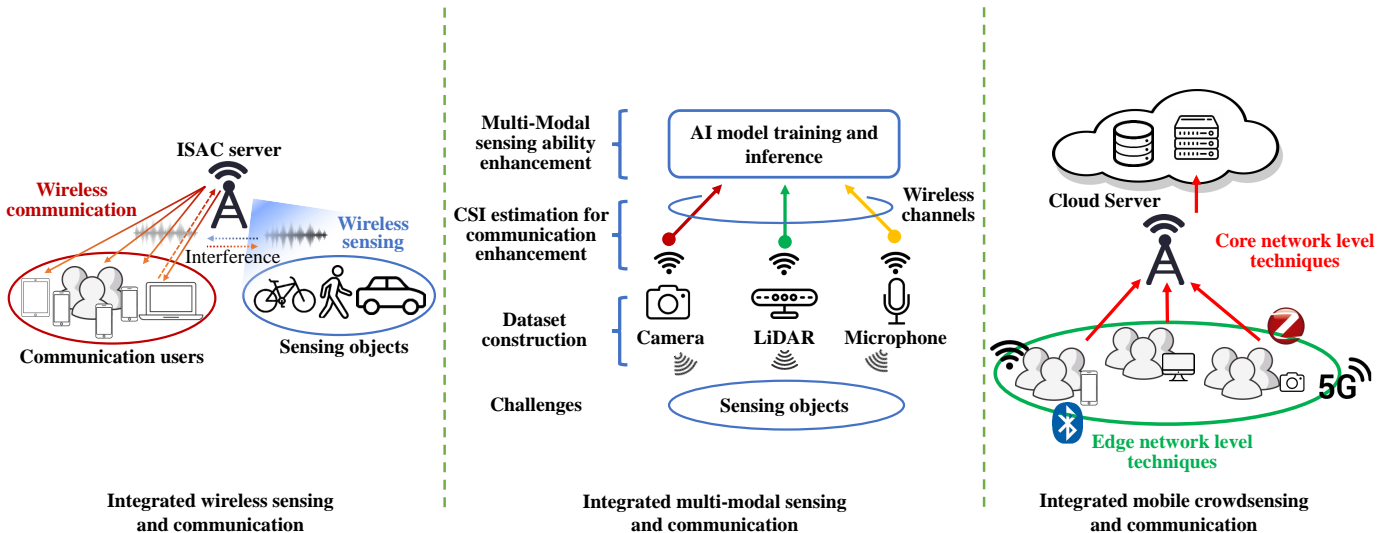 ISAC server
Wireless
communication
Wireless
sensing
Interference
Communication users
Sensing objects
Integrated wireless sensing
and communication
Multi-Modal
sensing ability
enhancement
AI model training and
inference
CSI estimation for
communication
enhancement
Wireless
channels
Dataset
construction
Camera
LiDAR
Microphone
Challenges
Sensing objects
Integrated multi-modal sensing
and communication
Cloud Server
Core network level
techniques
5G
Edge network level
techniques
Integrated mobile crowdsensing
and communication